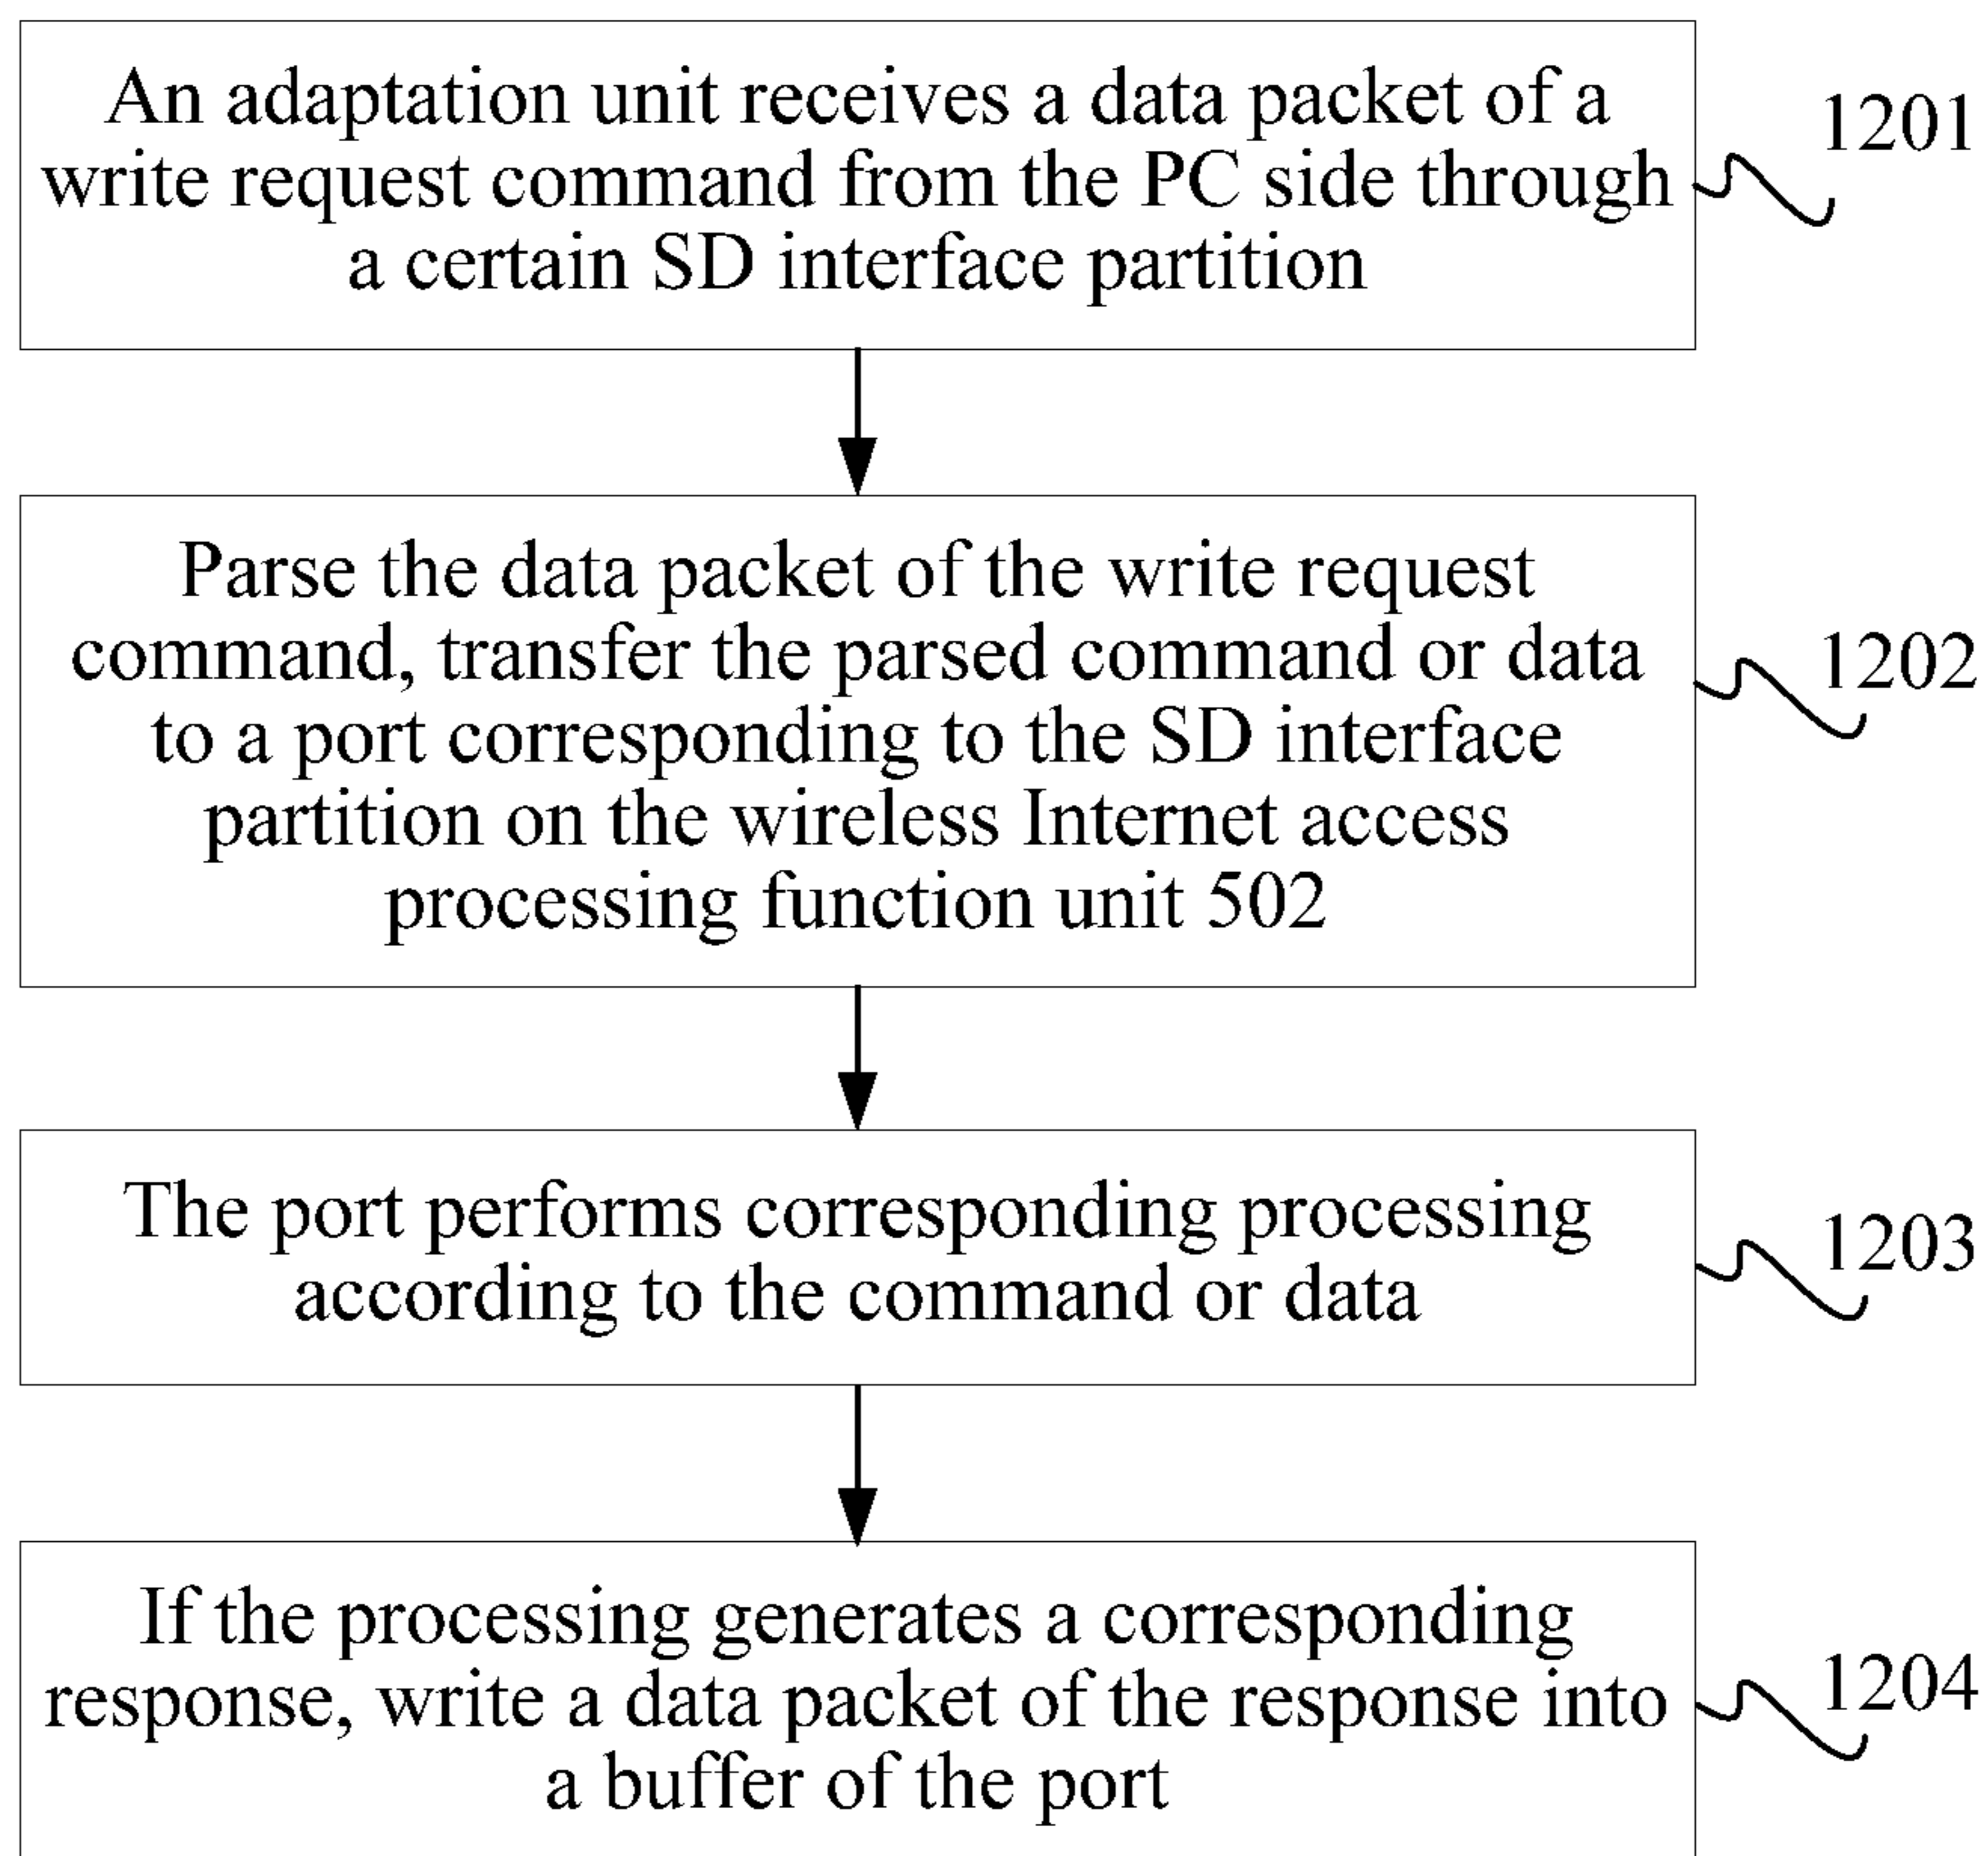 An adaptation unit receives a data packet of a
write request command from the PC side through
a certain SD interface partition
1201
Parse the data packet of the write request
command, transfer the parsed command or data
to a port corresponding to the SD interface
partition on the wireless Internet access
processing function unit 502
1202
The port performs corresponding processing
according to the command or data
1203
If the processing generates a corresponding
response, write a data packet of the response into
a buffer of the port
1204